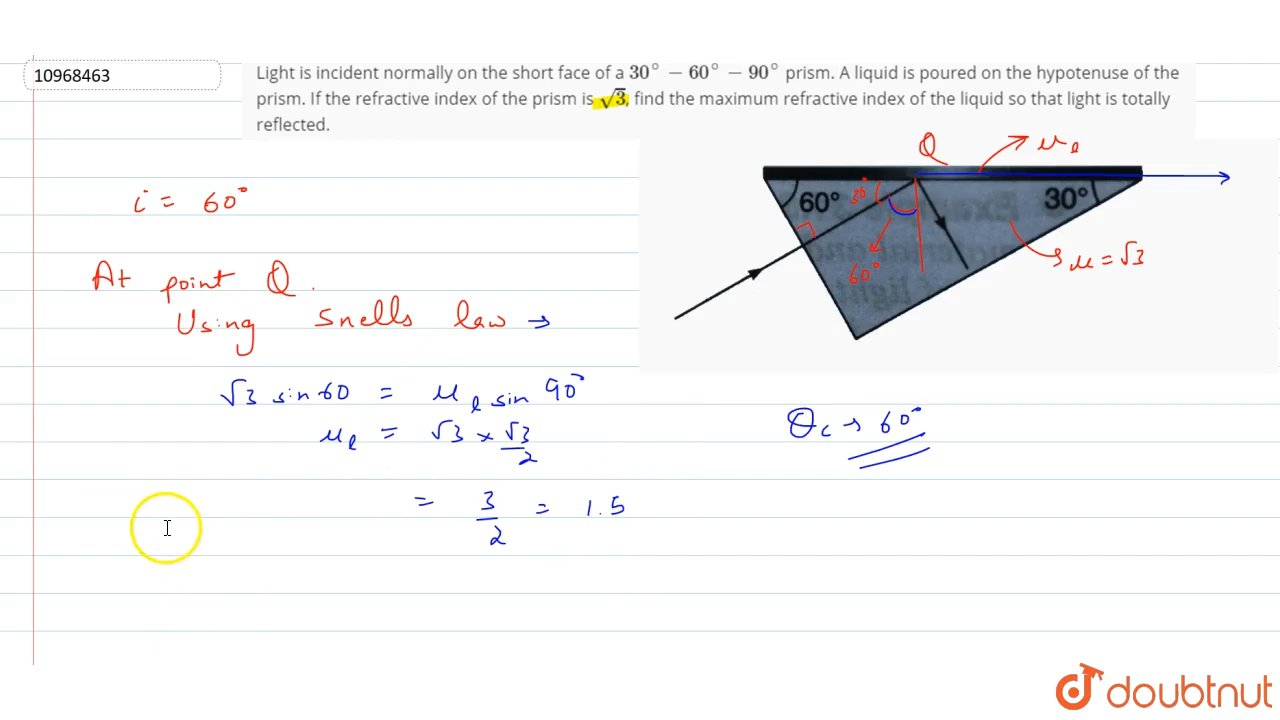 10968463
Light is incident normally on the short face of a 30° − 60° − 90° prism. A liquid is poured on the hypotenuse of the
prism. If the refractive index of the prism is √3, find the maximum refractive index of the liquid so that light is totally
reflected.
Q
μl
60°
30°
30°
60°
μ = √3
i = 60°
At point Q.
Using Snells law →
√3 sin 60 = μl sin 90°
μl = √3 × √3/2
= 3/2 = 1.5
θc → 60°
doubtnut